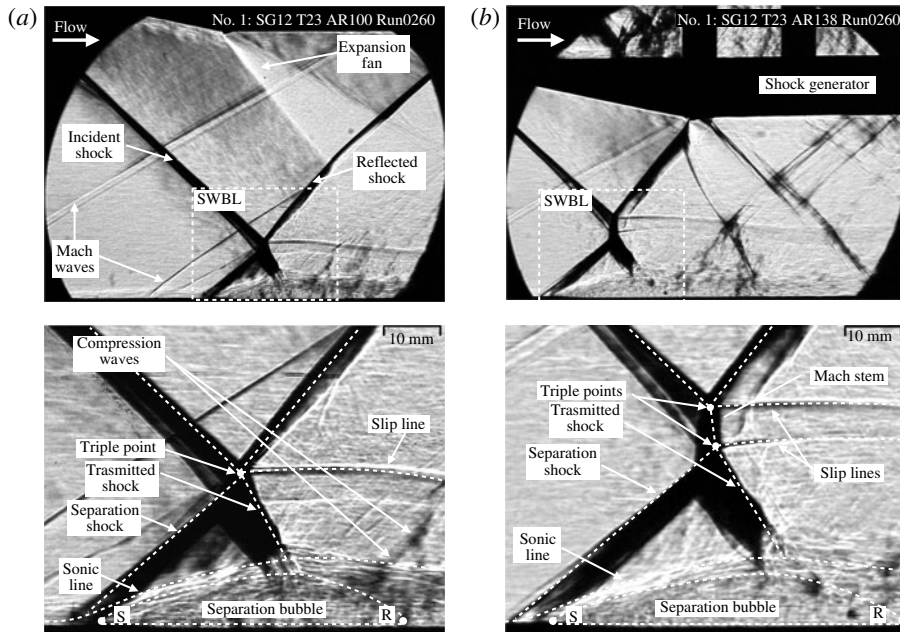 (a)
No. 1: SG12 T23 AR100 Run0260
Flow
Expansion
fan
Incident
shock
Reflected
shock
SWBL
Mach
waves
(b)
No. 1: SG12 T23 AR138 Run0260
Flow
Shock generator
SWBL
10 mm
Compression
waves
Slip line
Triple point
Trasmitted
shock
Separation
shock
Sonic
line
S
Separation bubble
R
10 mm
Mach stem
Triple points
Trasmitted
shock
Separation
shock
Slip lines
Sonic
line
S
Separation bubble
R